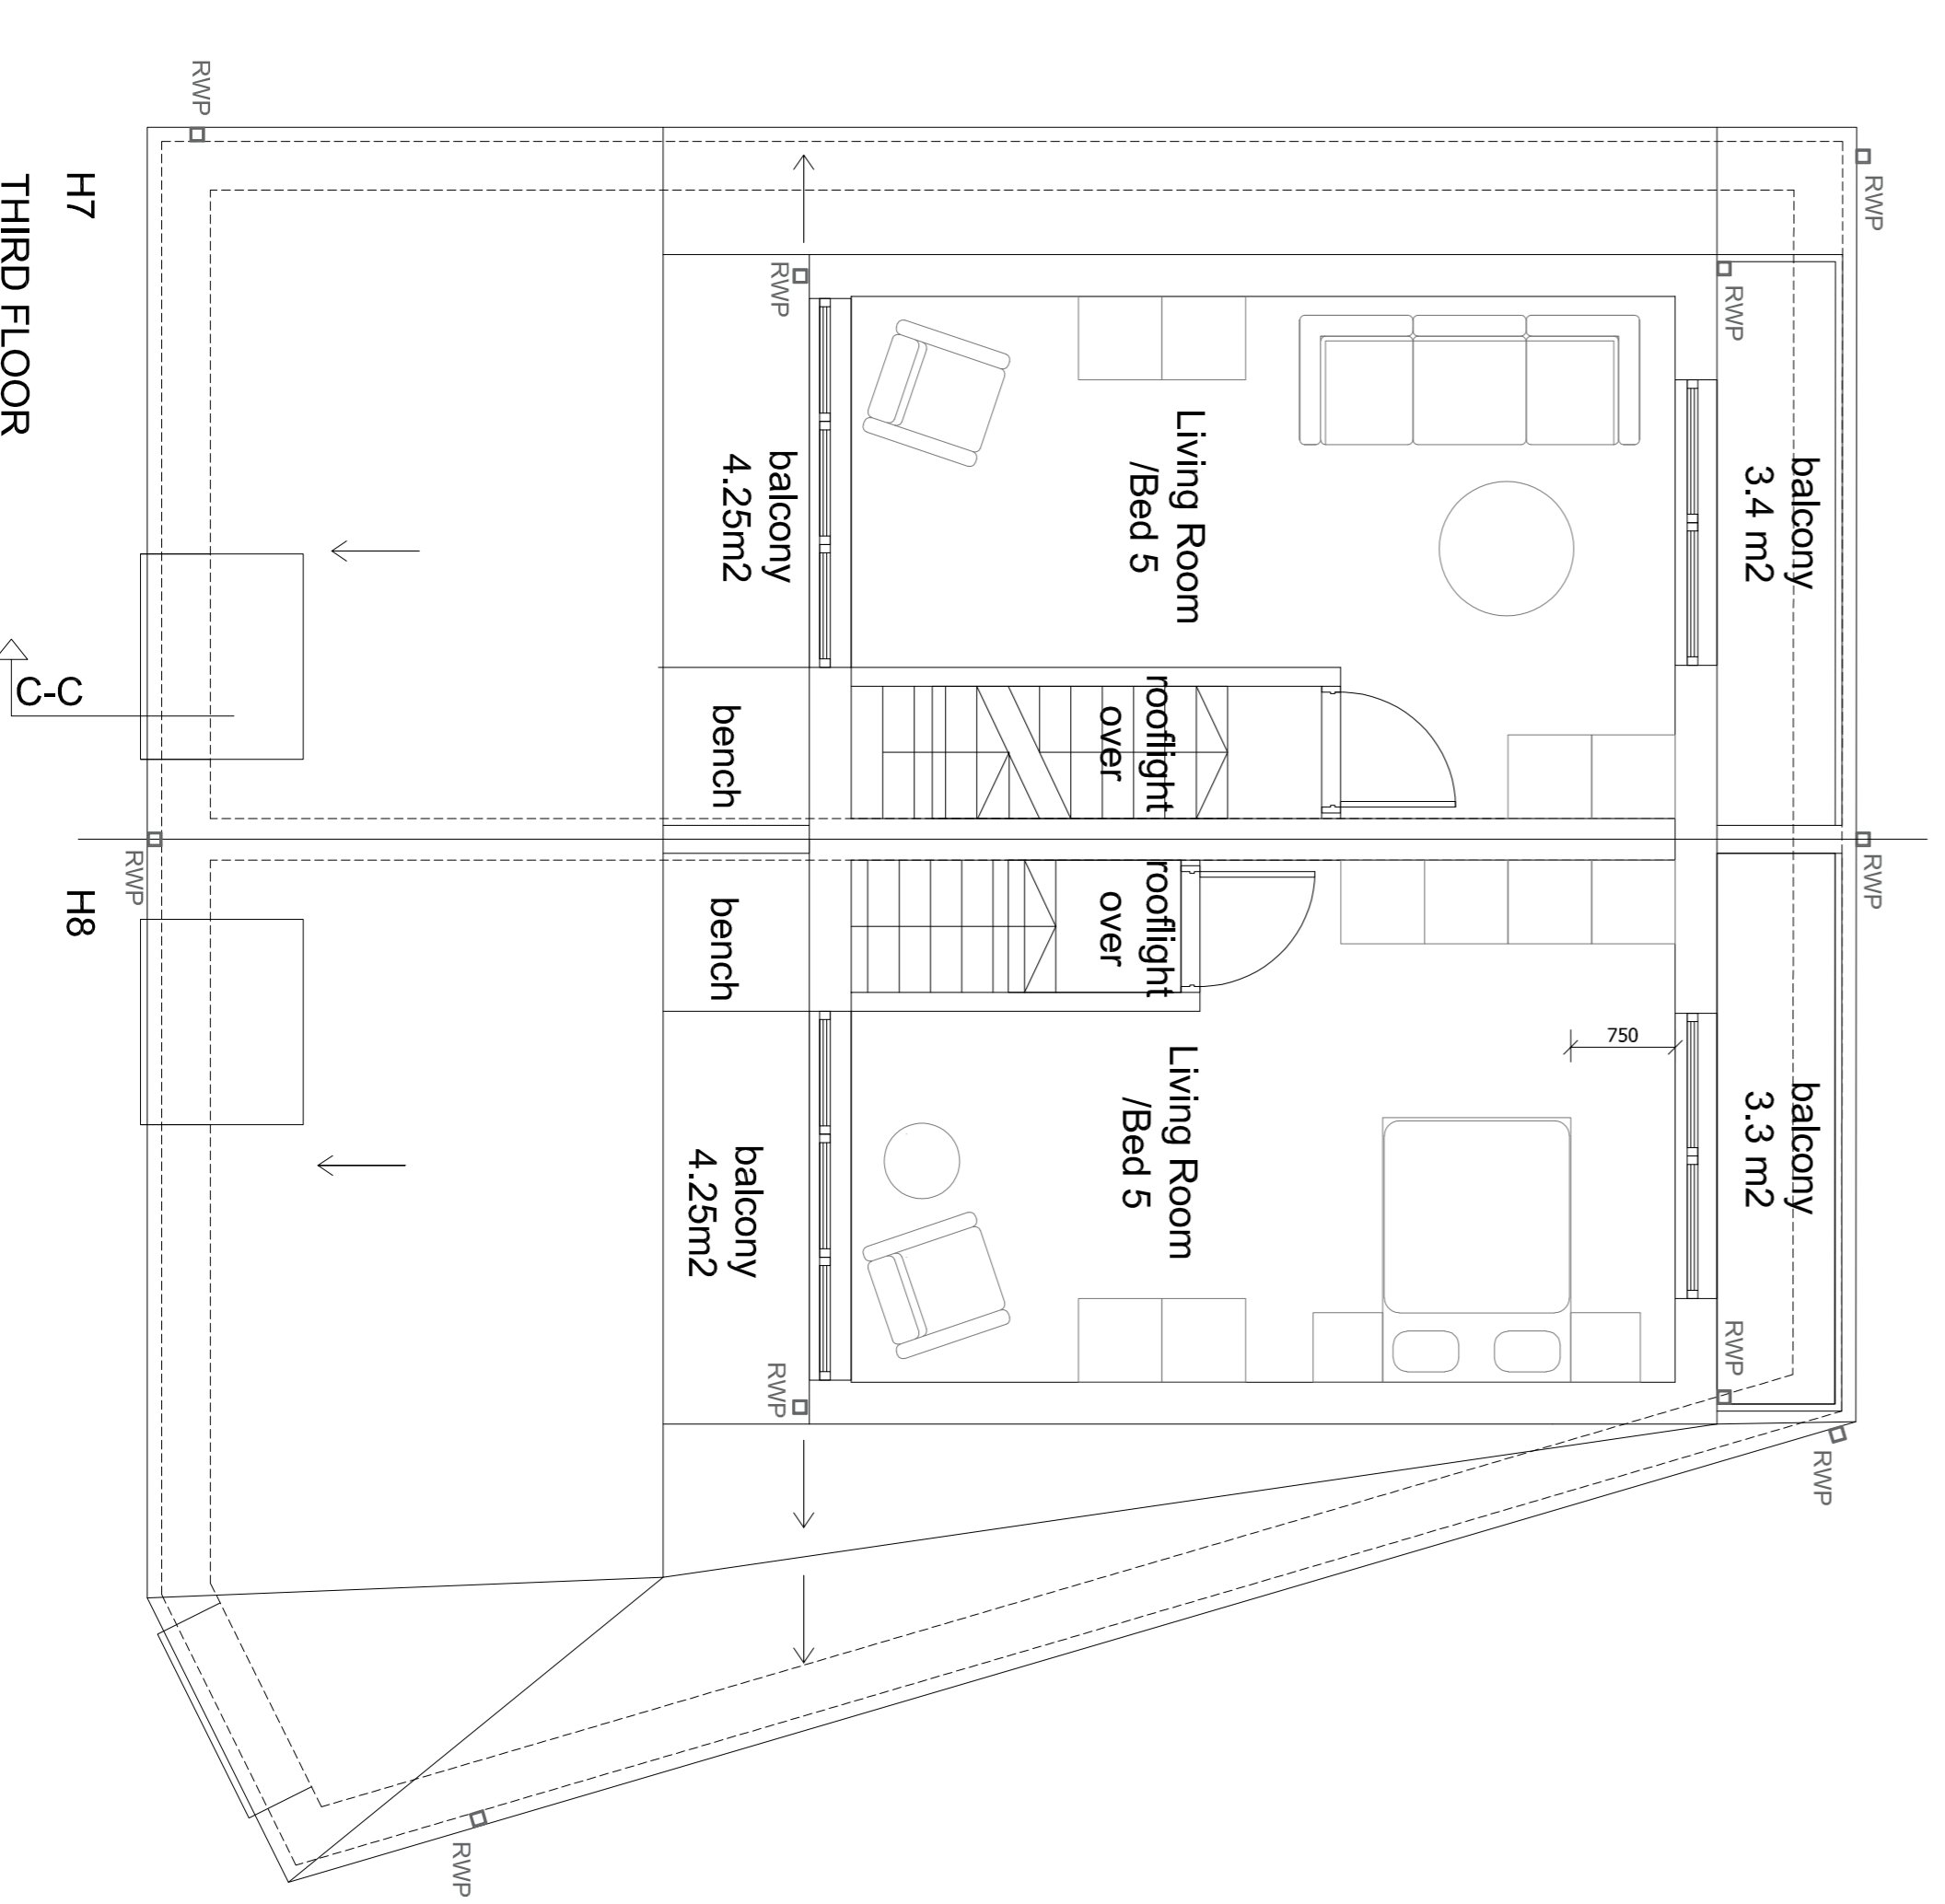 RWP
RWP
RWP
RWP
balcony
3.4 m2
Living Room
/Bed 5
balcony
4.25m2
rooflight
over
bench
RWP
RWP
rooflight
over
bench
750
balcony
3.3 m2
Living Room
/Bed 5
balcony
4.25m2
RWP
RWP
RWP
RWP
H7
H8
THIRD FLOOR
C-C